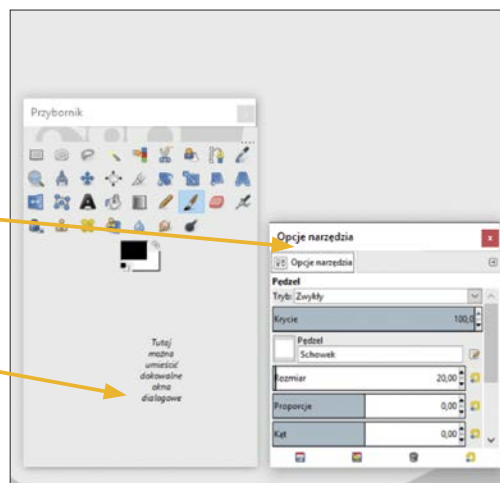 Przybornik
Tutaj
można
umieścić
dokowalne
okna
dialogowe
Opcje narzędzia
Opcje narzędzia
Pędzel
Tryb: Zwykły
Krycie 100,0
Pędzel
Schowek
Rozmiar 20,00
Proporcje 0,00
Kąt 0,00